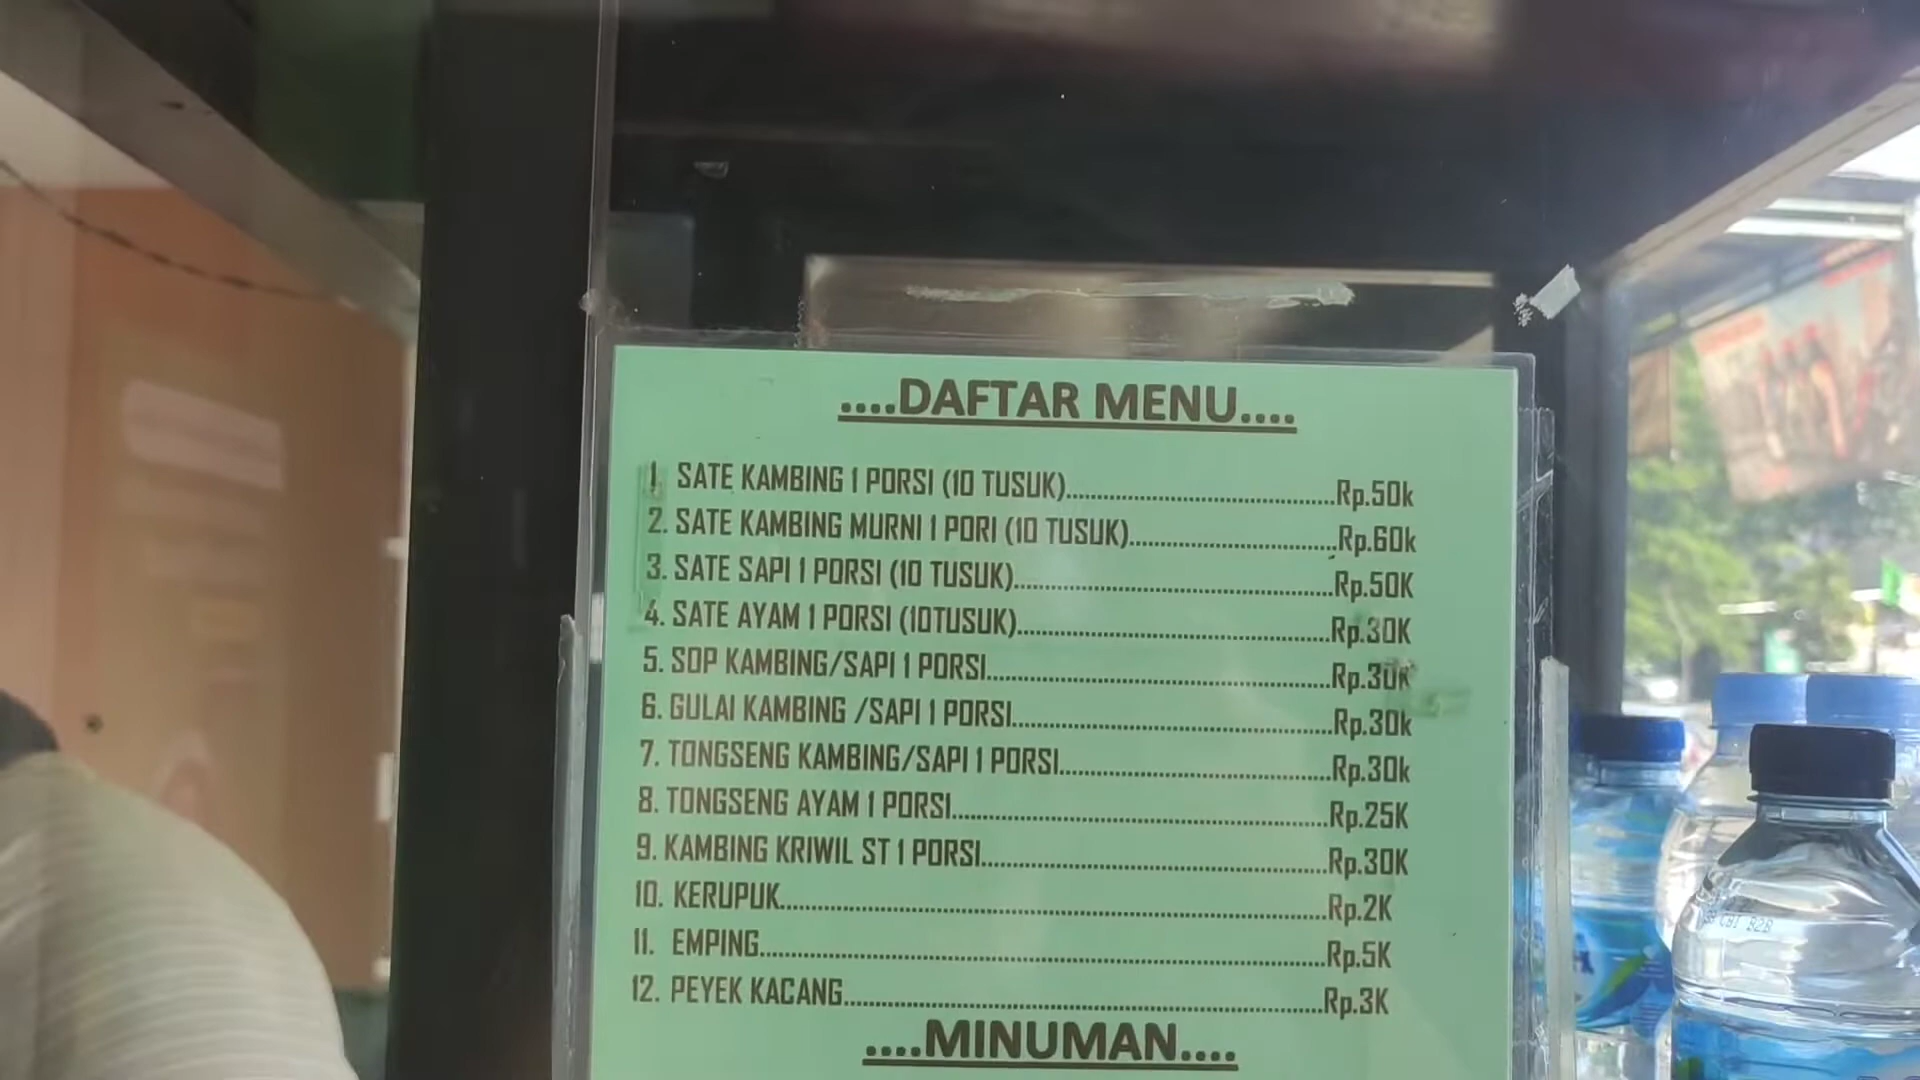 ....DAFTAR MENU....
1. SATE KAMBING 1 PORSI (10 TUSUK)..............................Rp.50k
2. SATE KAMBING MURNI 1 PORI (10 TUSUK).......................Rp.60k
3. SATE SAPI 1 PORSI (10 TUSUK)....................................Rp.50K
4. SATE AYAM 1 PORSI (10TUSUK)...................................Rp.30K
5. SOP KAMBING/SAPI 1 PORSI......................................Rp.30K
6. GULAI KAMBING /SAPI 1 PORSI...................................Rp.30k
7. TONGSENG KAMBING/SAPI 1 PORSI..............................Rp.30k
8. TONGSENG AYAM 1 PORSI.........................................Rp.25K
9. KAMBING KRIWIL ST 1 PORSI......................................Rp.30K
10. KERUPUK............................................................Rp.2K
11. EMPING..............................................................Rp.5K
12. PEYEK KACANG.....................................................Rp.3K
....MINUMAN....